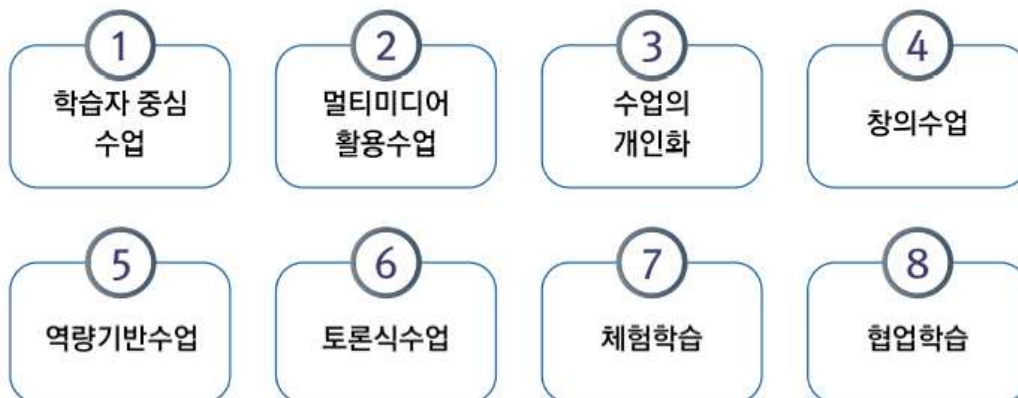 1
학습자 중심
수업
2
멀티미디어
활용수업
3
수업의
개인화
4
창의수업
5
역량기반수업
6
토론식수업
7
체험학습
8
협업학습